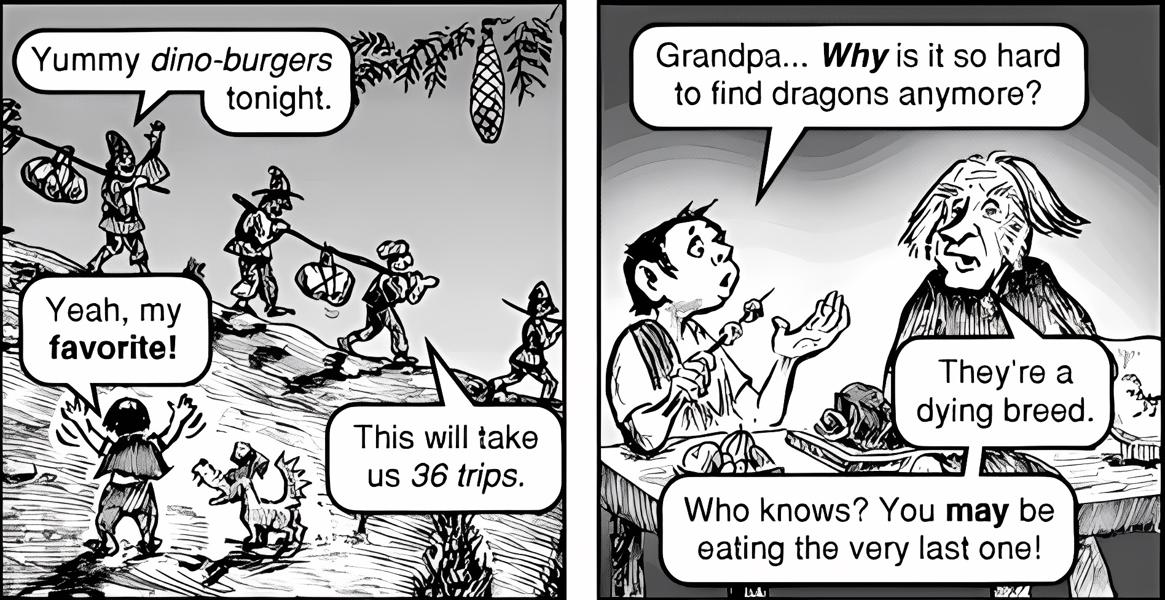 Yummy dino-burgers
tonight.
Yeah, my
favorite!
This will take
us 36 trips.
Grandpa... Why is it so hard
to find dragons anymore?
They're a
dying breed.
Who knows? You may be
eating the very last one!